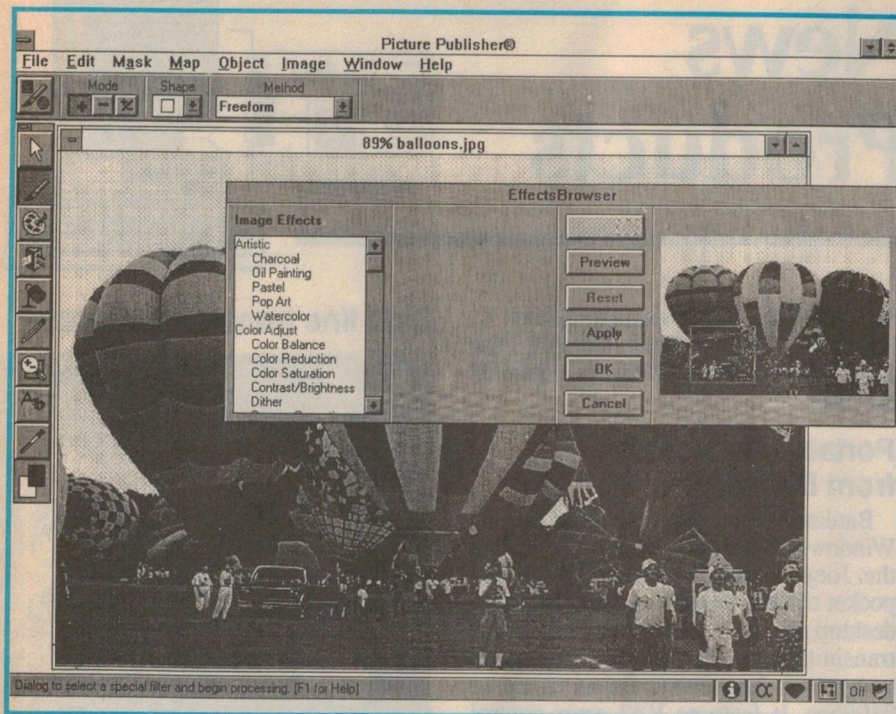 Picture Publisher®
File Edit Mask Map Object Image Window Help
Mode Shape Method
Freeform
89% balloons.jpg
EffectsBrowser
Image Effects
Artistic
Charcoal
Oil Painting
Pastel
Pop Art
Watercolor
Color Adjust
Color Balance
Color Reduction
Color Saturation
Contrast/Brightness
Dither
Preview
Reset
Apply
OK
Cancel
Dialog to select a special filter and begin processing. [F1 for Help]
Off